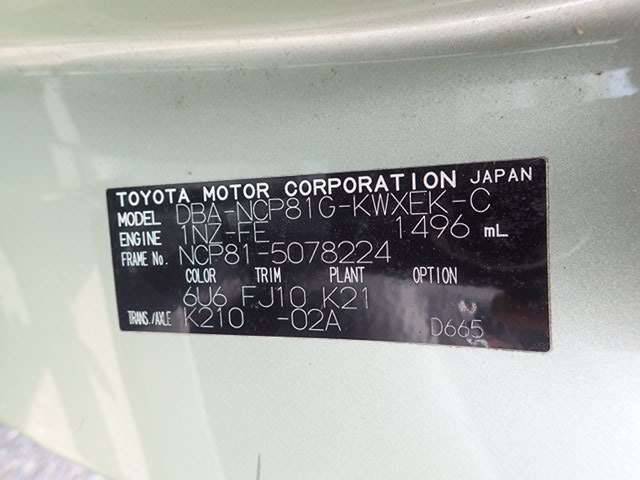 TOYOTA MOTOR CORPORATION JAPAN
MODEL DBA-NCP81G-KWXEK-C
ENGINE 1NZ-FE 1496 mL
FRAME No. NCP81-5078224
COLOR TRIM PLANT OPTION
6U6 FJ10 K21
TRANS./AXLE K210 -02A D665